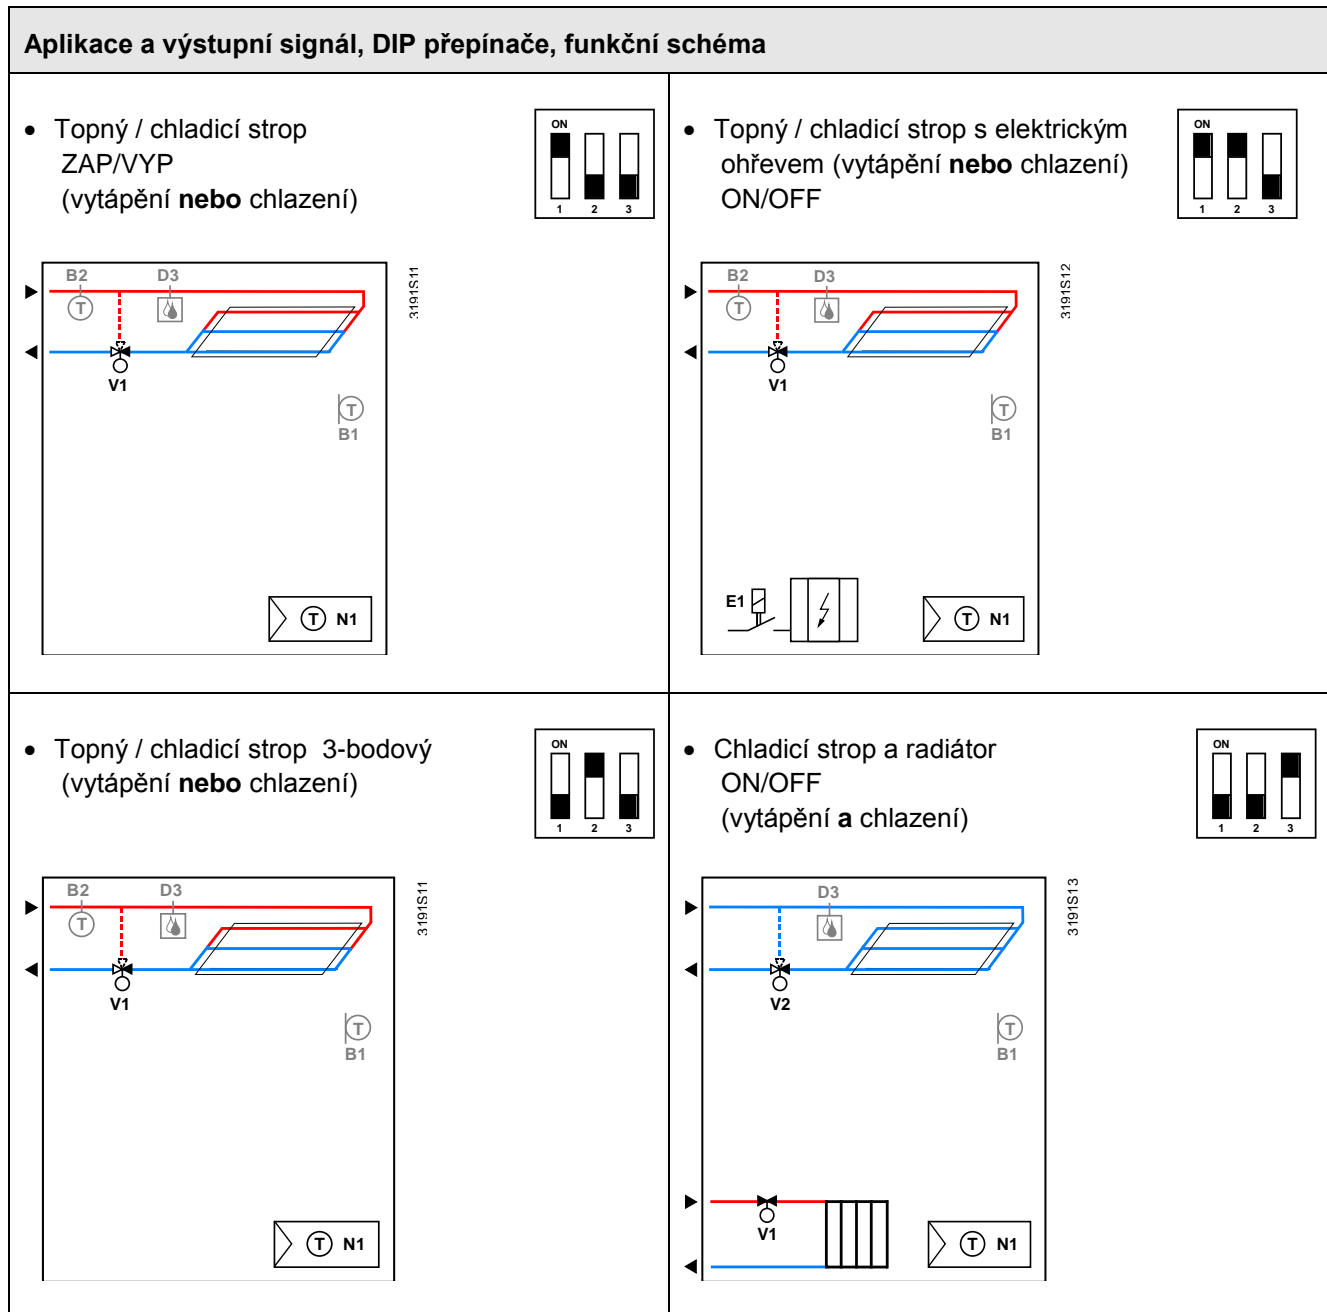 Aplikace a výstupní signál, DIP přepínače, funkční schéma
• Topný / chladicí strop
ZAP/VYP
(vytápění nebo chlazení)
ON
1 2 3
B2 D3
T
V1
T
B1
T N1
3191S11
• Topný / chladicí strop s elektrickým
ohřevem (vytápění nebo chlazení)
ON/OFF
ON
1 2 3
B2 D3
T
V1
T
B1
E1
T N1
3191S12
• Topný / chladicí strop 3-bodový
(vytápění nebo chlazení)
ON
1 2 3
B2 D3
T
V1
T
B1
T N1
3191S11
• Chladicí strop a radiátor
ON/OFF
(vytápění a chlazení)
ON
1 2 3
D3
V2
T
B1
V1
T N1
3191S13